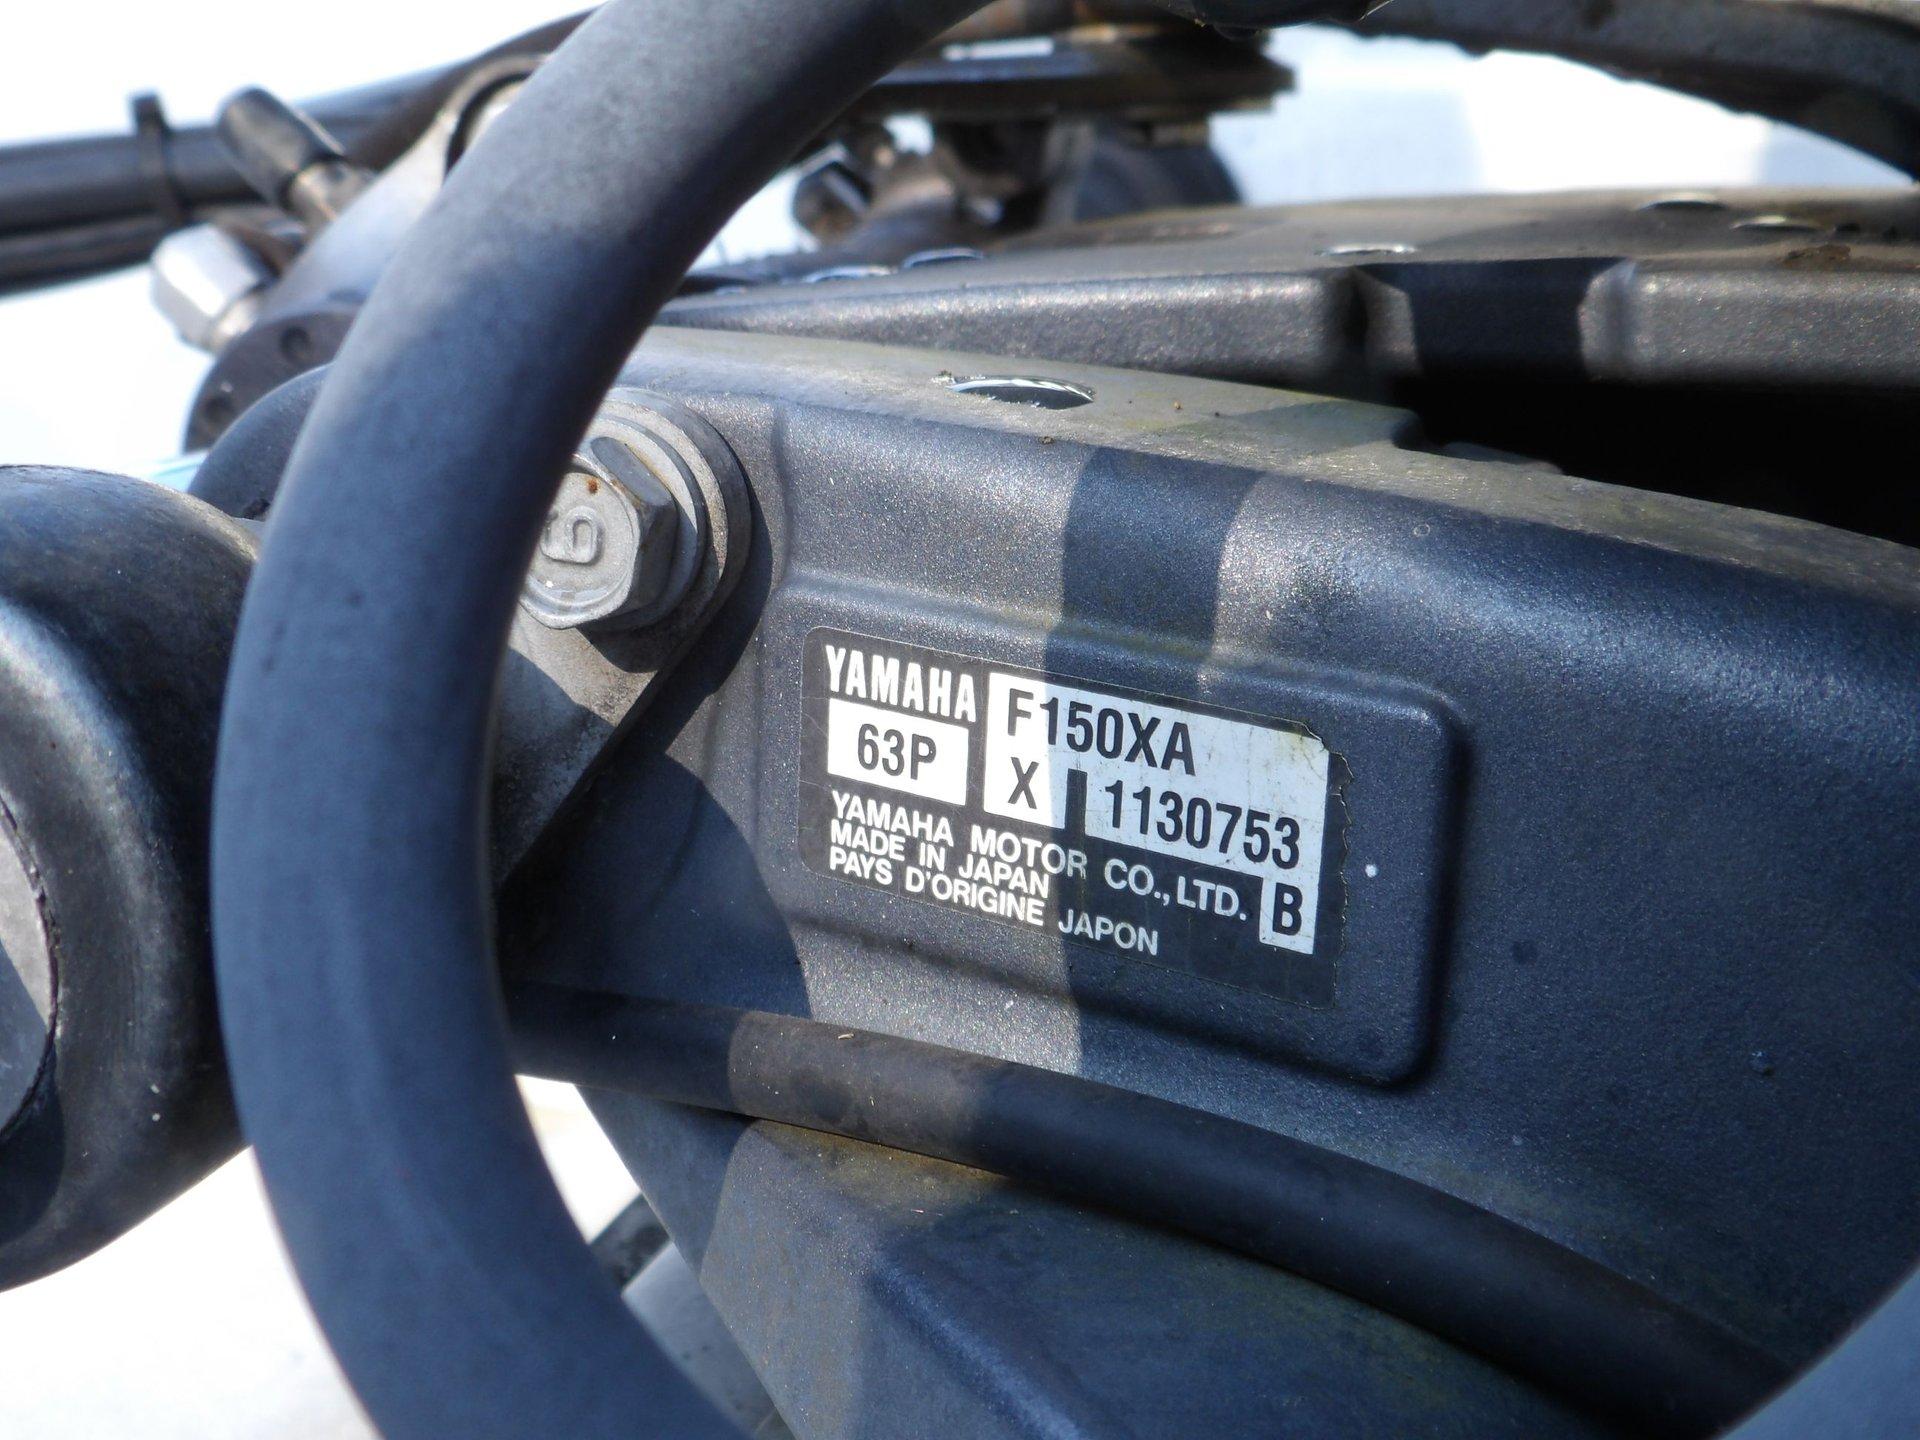 YAMAHA F150XA
63P X 1130753
YAMAHA MOTOR CO., LTD. B
MADE IN JAPAN
PAYS D'ORIGINE JAPON